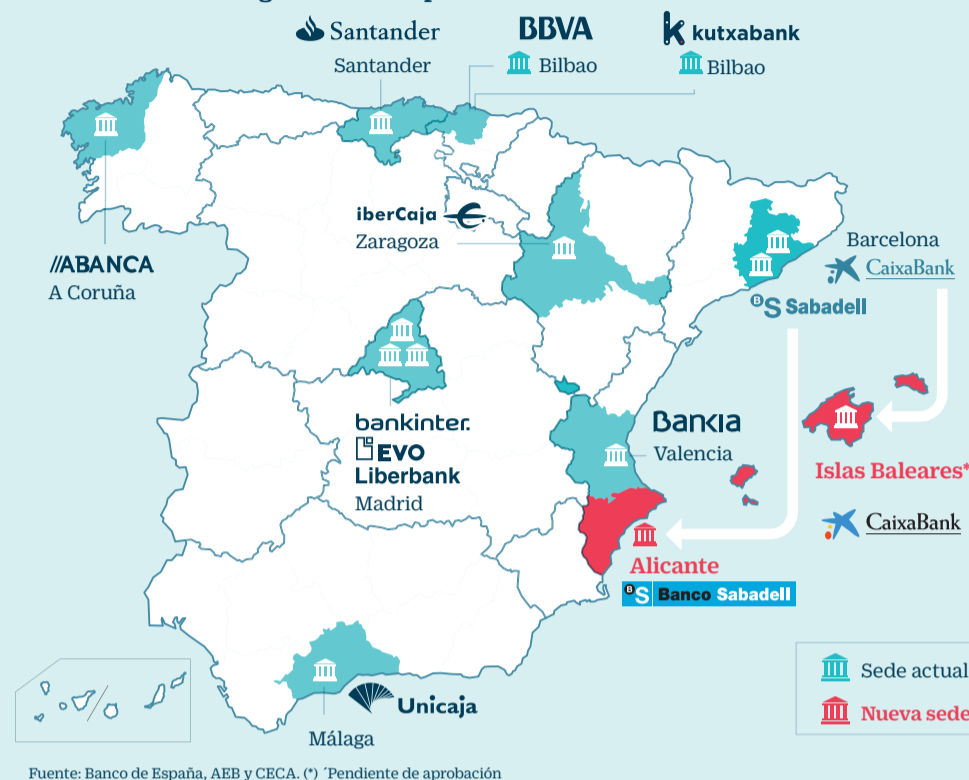 Santander
Santander
BBVA
Bilbao
kutxabank
Bilbao
iberCaja
Zaragoza
//ABANCA
A Coruña
Barcelona
CaixaBank
BS Sabadell
bankinter.
EVO
Liberbank
Madrid
Bankia
Valencia
Islas Baleares*
CaixaBank
Alicante
BS Banco Sabadell
Unicaja
Málaga
Sede actual
Nueva sede
Fuente: Banco de España, AEB y CECA. (*) ´Pendiente de aprobación